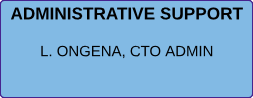 ADMINISTRATIVE SUPPORT
L. ONGENA, CTO ADMIN